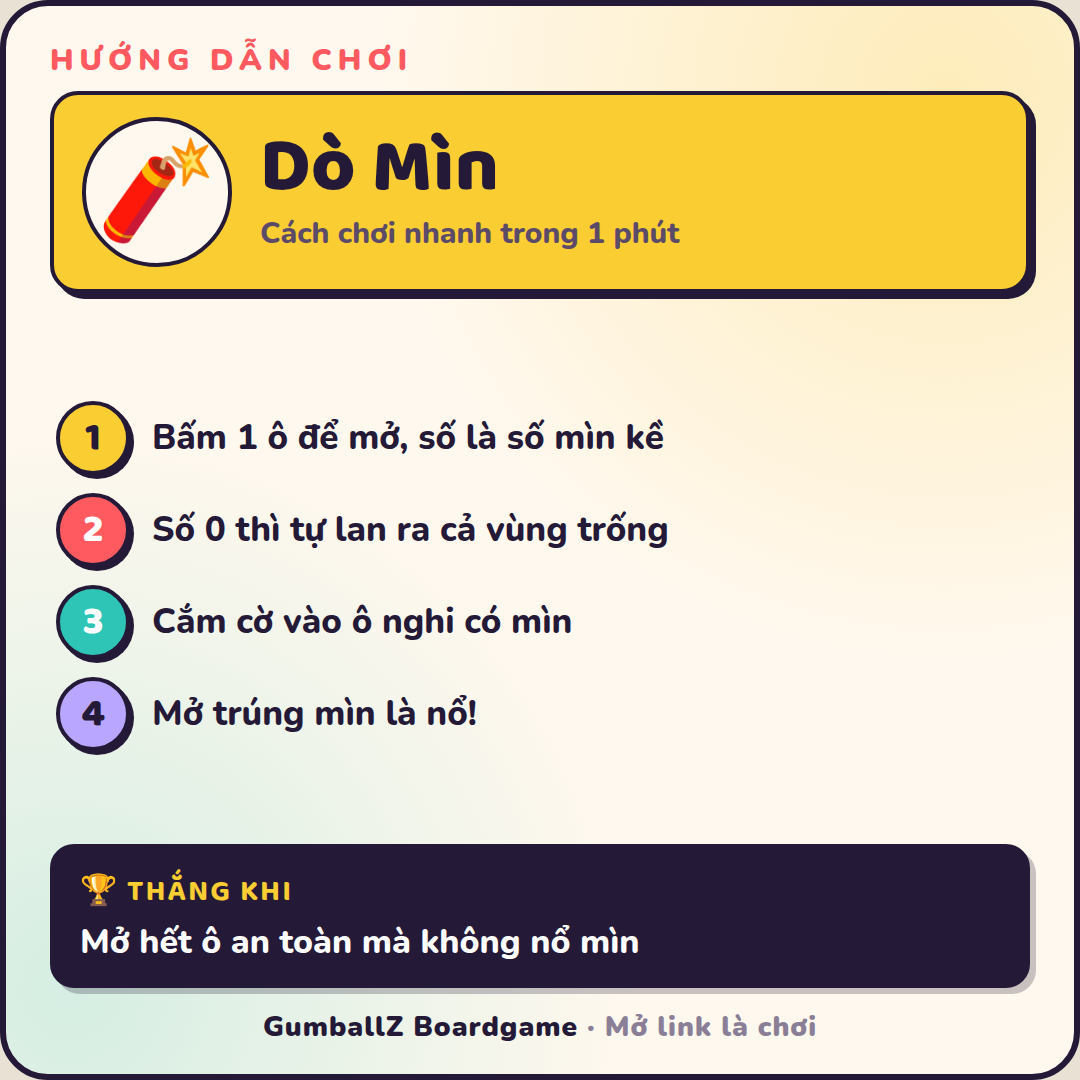 HƯỚNG DẪN CHƠI
Dò Mìn
Cách chơi nhanh trong 1 phút
1 Bấm 1 ô để mở, số là số mìn kề
2 Số 0 thì tự lan ra cả vùng trống
3 Cắm cờ vào ô nghi có mìn
4 Mở trúng mìn là nổ!
🏆 THẮNG KHI
Mở hết ô an toàn mà không nổ mìn
GumballZ Boardgame · Mở link là chơi